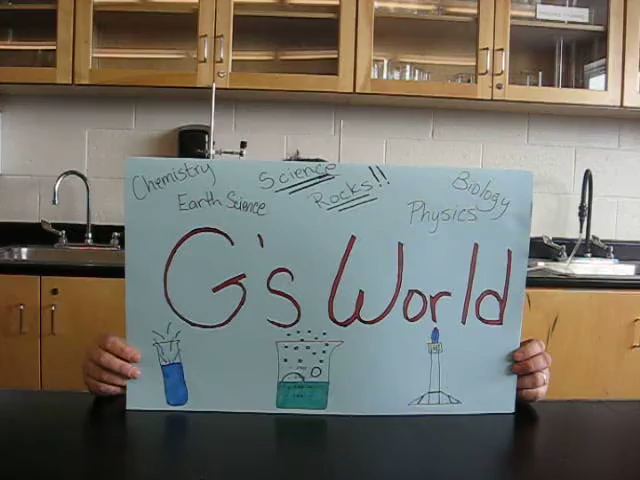 Chemistry
Earth Science
Science
Rocks!!
Biology
Physics
G's World